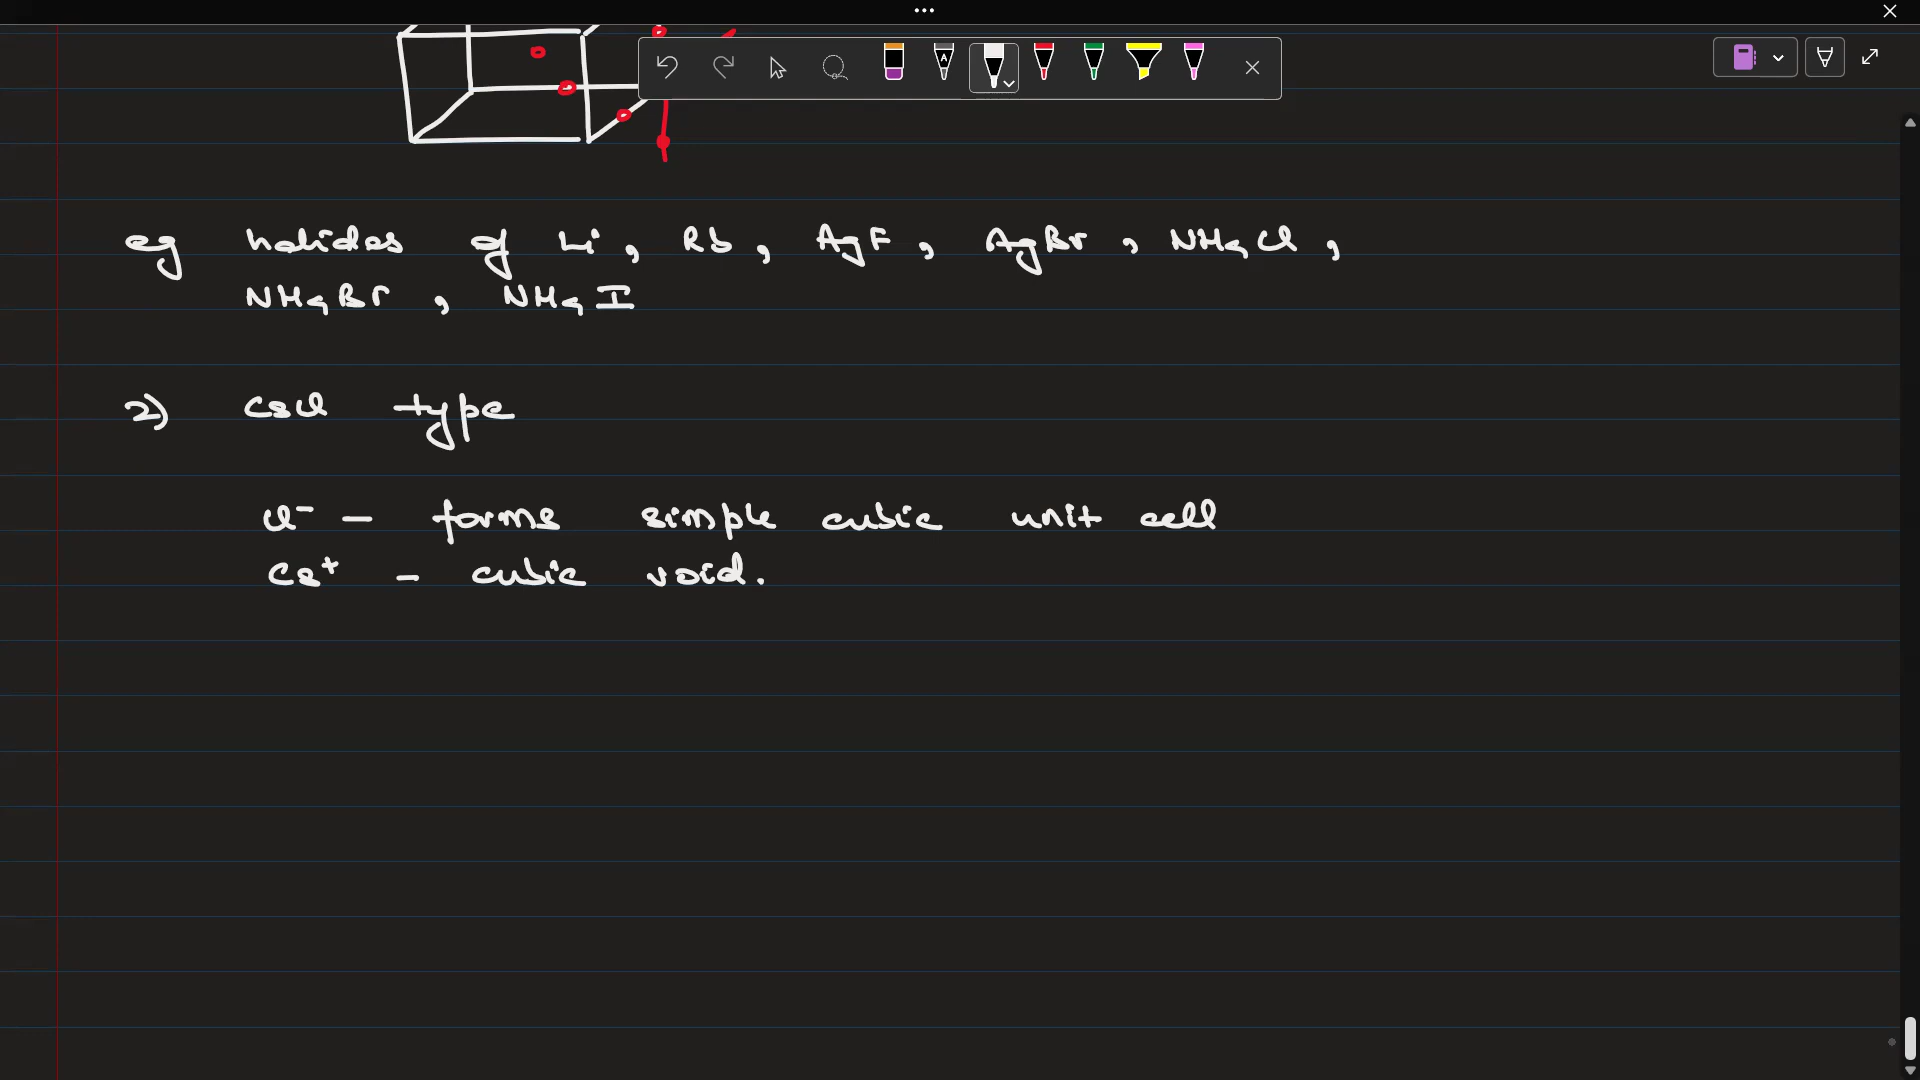 eg halides of Li, Rb, AgF, AgBr, NH4Cl,
NH4Br, NH4I
2) CsCl type
Cl⁻ – forms simple cubic unit cell
Cs⁺ – cubic void.